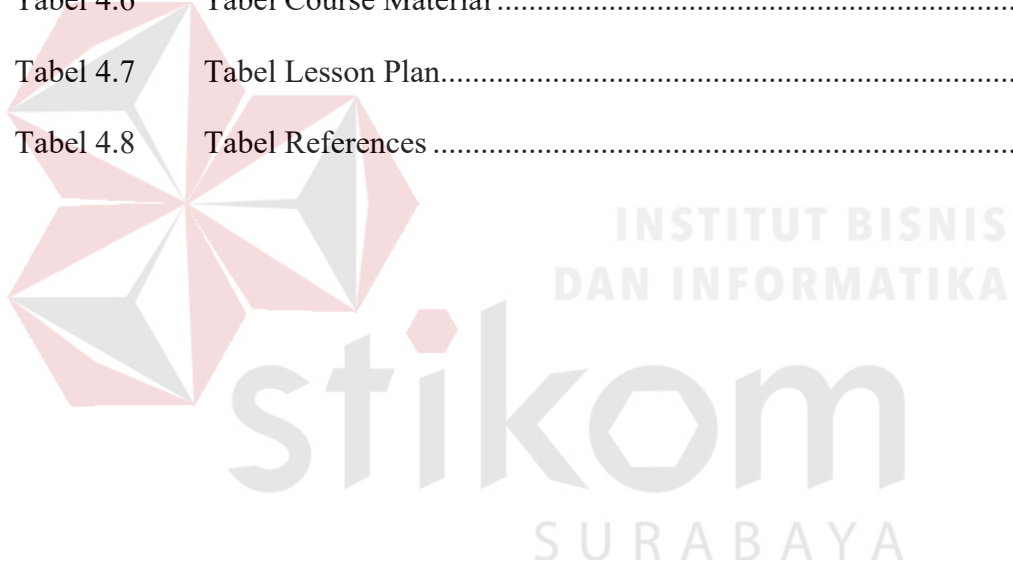 Tabel 4.6 Tabel Course Material..............................................................
Tabel 4.7 Tabel Lesson Plan.....................................................................
Tabel 4.8 Tabel References ......................................................................
INSTITUT BISNIS
DAN INFORMATIKA
stikom
SURABAYA